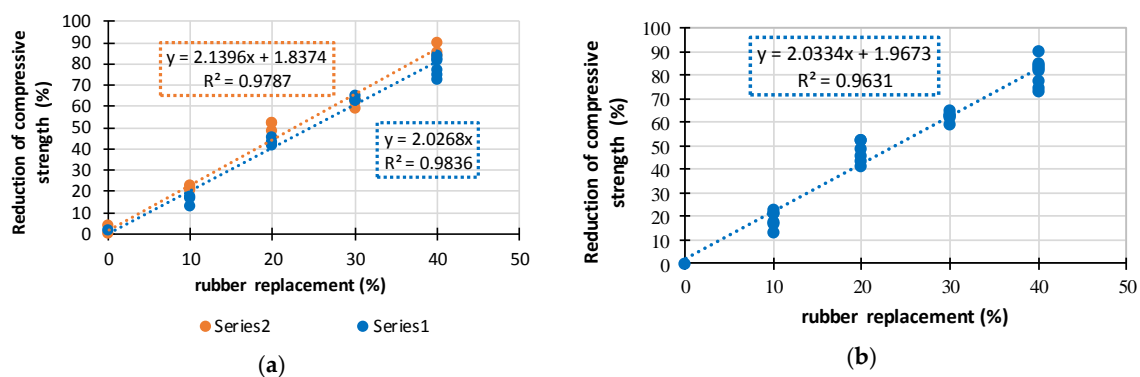 Reduction of compressive
strength (%)
100
90
80
70
60
50
40
30
20
10
0
y = 2.1396x + 1.8374
R² = 0.9787
y = 2.0268x
R² = 0.9836
0 10 20 30 40 50
rubber replacement (%)
Series2 Series1
(a)
Reduction of compressive
strength (%)
100
90
80
70
60
50
40
30
20
10
0
y = 2.0334x + 1.9673
R² = 0.9631
0 10 20 30 40 50
rubber replacement (%)
(b)